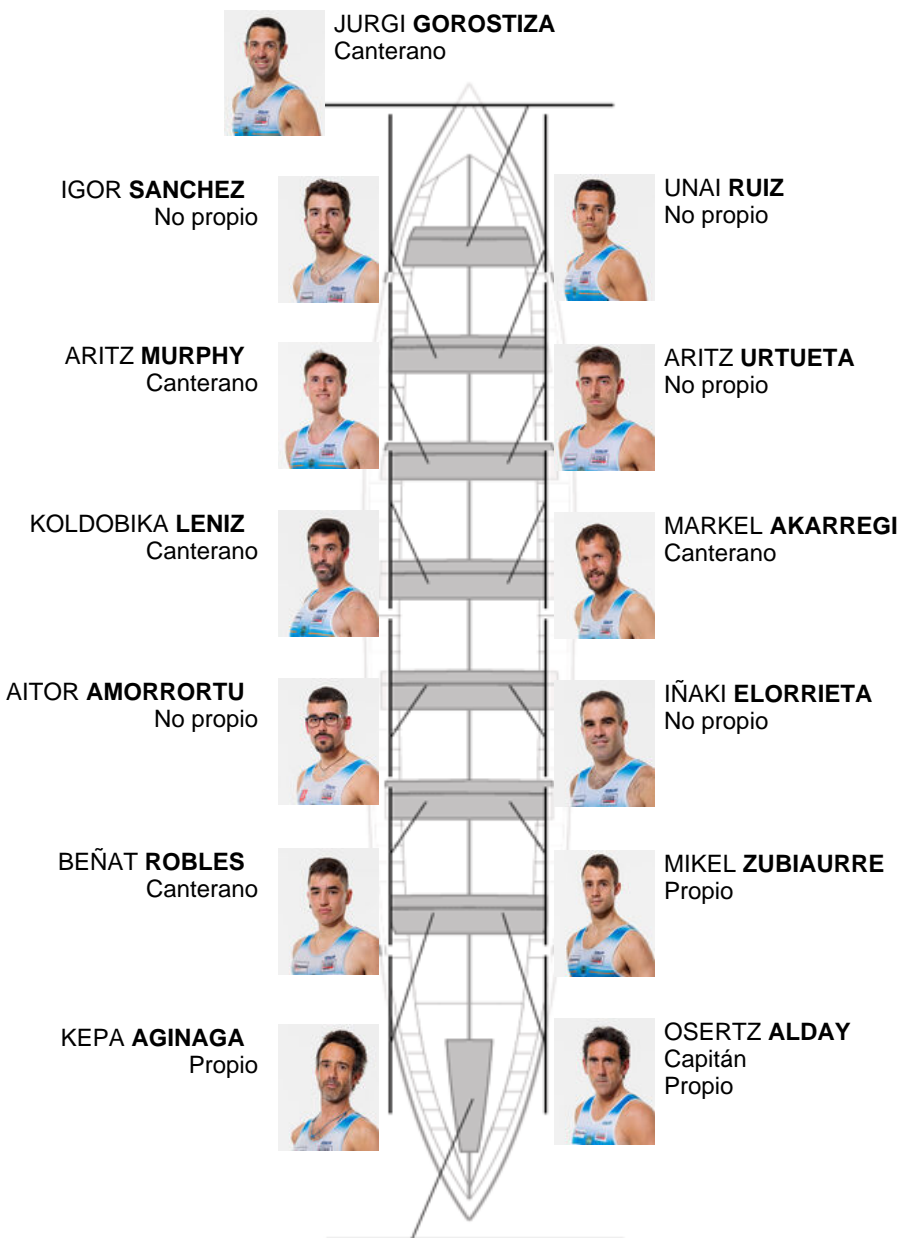 JURGI GOROSTIZA
Canterano
IGOR SANCHEZ
No propio
UNAI RUIZ
No propio
ARITZ MURPHY
Canterano
ARITZ URTUETA
No propio
KOLDOBIKA LENIZ
Canterano
MARKEL AKARREGI
Canterano
AITOR AMORRORTU
No propio
IÑAKI ELORRIETA
No propio
BEÑAT ROBLES
Canterano
MIKEL ZUBIAURRE
Propio
KEPA AGINAGA
Propio
OSERTZ ALDAY
Capitán
Propio